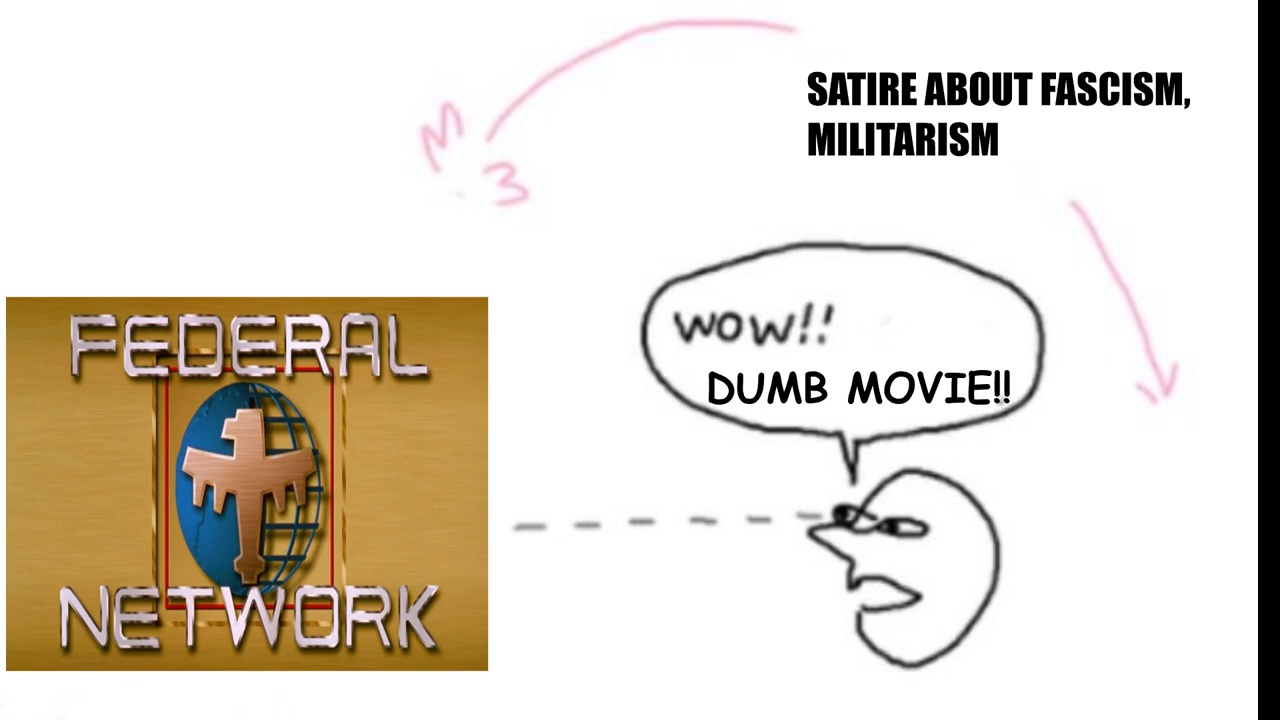 SATIRE ABOUT FASCISM,
MILITARISM
WOW!!
DUMB MOVIE!!
FEDERAL
NETWORK